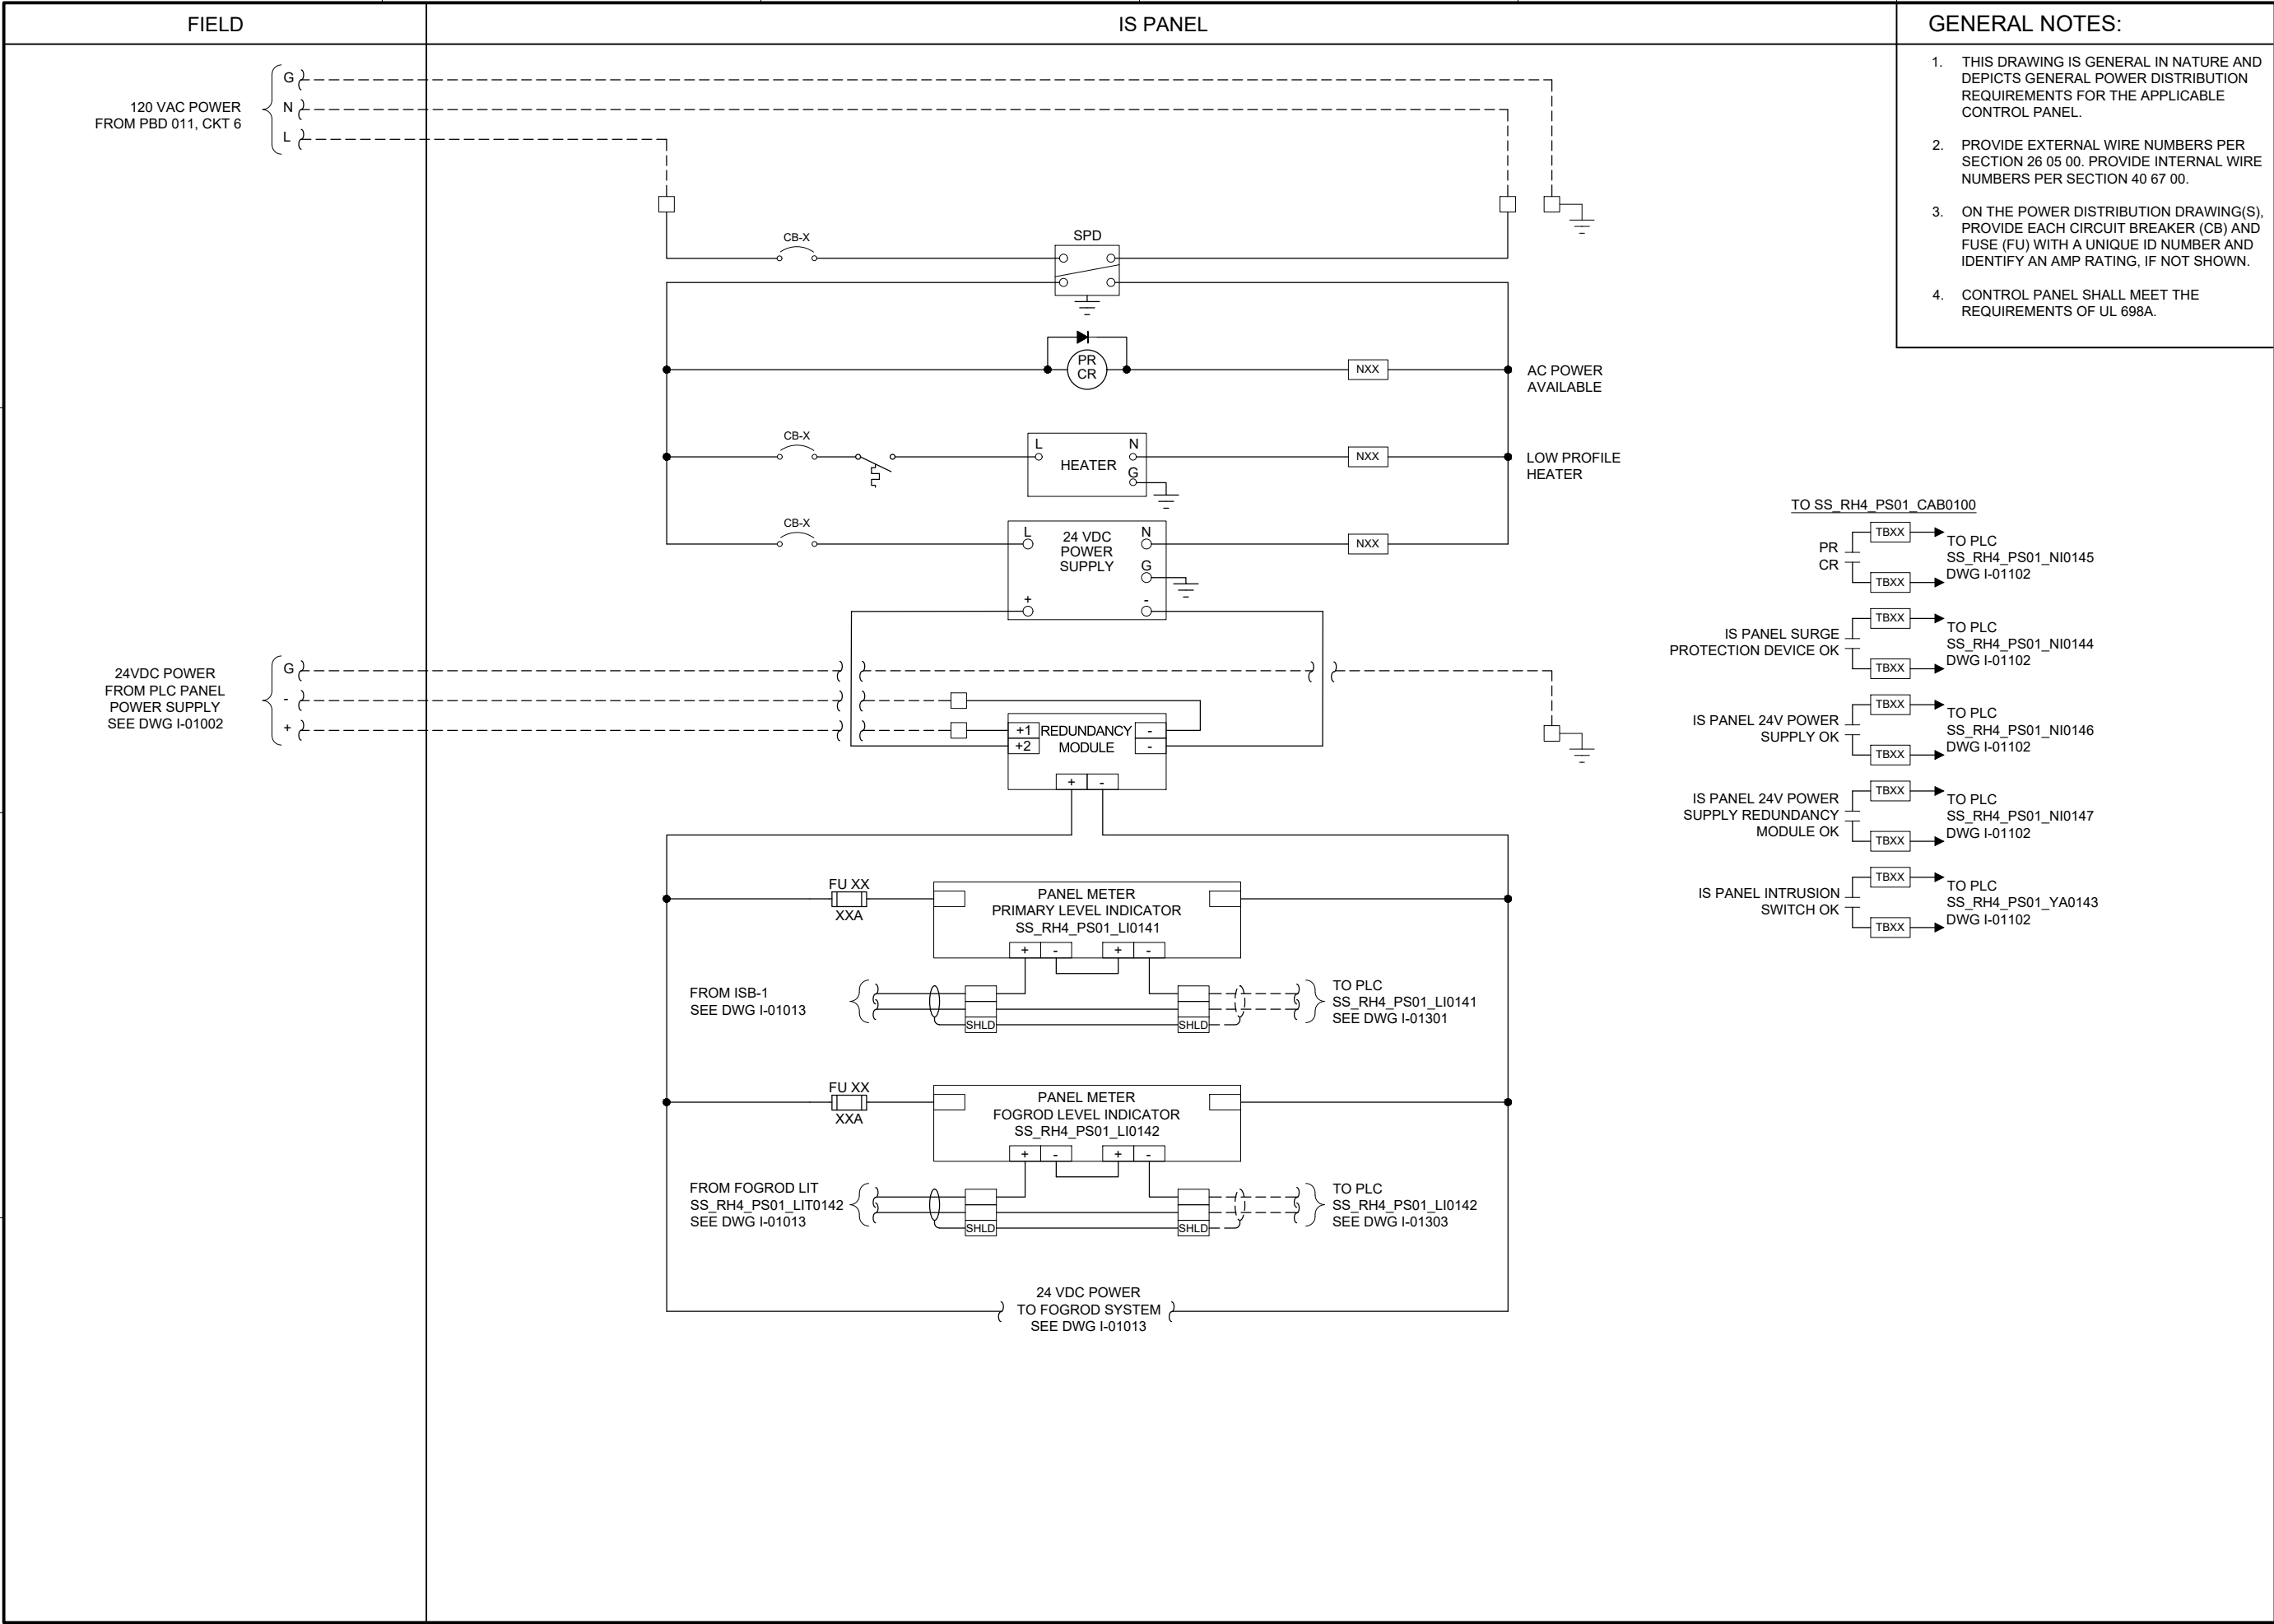 FIELD
IS PANEL
GENERAL NOTES:
1. THIS DRAWING IS GENERAL IN NATURE AND
DEPICTS GENERAL POWER DISTRIBUTION
REQUIREMENTS FOR THE APPLICABLE
CONTROL PANEL.
2. PROVIDE EXTERNAL WIRE NUMBERS PER
SECTION 26 05 00. PROVIDE INTERNAL WIRE
NUMBERS PER SECTION 40 67 00.
3. ON THE POWER DISTRIBUTION DRAWING(S),
PROVIDE EACH CIRCUIT BREAKER (CB) AND
FUSE (FU) WITH A UNIQUE ID NUMBER AND
IDENTIFY AN AMP RATING, IF NOT SHOWN.
4. CONTROL PANEL SHALL MEET THE
REQUIREMENTS OF UL 698A.
120 VAC POWER
FROM PBD 011, CKT 6
G
N
L
CB-X
SPD
PR
CR
NXX
AC POWER
AVAILABLE
CB-X
L
HEATER
N
G
NXX
LOW PROFILE
HEATER
CB-X
L
24 VDC
POWER
SUPPLY
N
G
+
-
NXX
24VDC POWER
FROM PLC PANEL
POWER SUPPLY
SEE DWG I-01002
G
-
+
+1
+2
REDUNDANCY
MODULE
-
-
+
-
FU XX
XXA
PANEL METER
PRIMARY LEVEL INDICATOR
SS_RH4_PS01_LI0141
+
-
+
-
FROM ISB-1
SEE DWG I-01013
SHLD
SHLD
TO PLC
SS_RH4_PS01_LI0141
SEE DWG I-01301
FU XX
XXA
PANEL METER
FOGROD LEVEL INDICATOR
SS_RH4_PS01_LI0142
+
-
+
-
FROM FOGROD LIT
SS_RH4_PS01_LIT0142
SEE DWG I-01013
SHLD
SHLD
TO PLC
SS_RH4_PS01_LI0142
SEE DWG I-01303
24 VDC POWER
TO FOGROD SYSTEM
SEE DWG I-01013
TO SS_RH4_PS01_CAB0100
PR
CR
TBXX
TBXX
TO PLC
SS_RH4_PS01_NI0145
DWG I-01102
IS PANEL SURGE
PROTECTION DEVICE OK
TBXX
TBXX
TO PLC
SS_RH4_PS01_NI0144
DWG I-01102
IS PANEL 24V POWER
SUPPLY OK
TBXX
TBXX
TO PLC
SS_RH4_PS01_NI0146
DWG I-01102
IS PANEL 24V POWER
SUPPLY REDUNDANCY
MODULE OK
TBXX
TBXX
TO PLC
SS_RH4_PS01_NI0147
DWG I-01102
IS PANEL INTRUSION
SWITCH OK
TBXX
TBXX
TO PLC
SS_RH4_PS01_YA0143
DWG I-01102